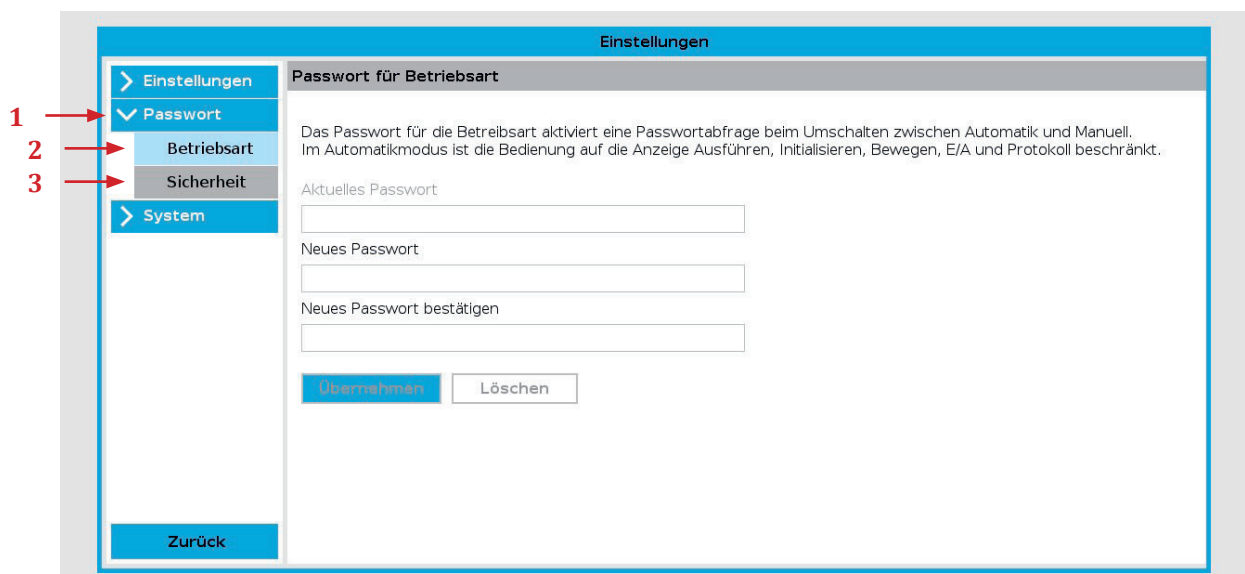 Einstellungen
Einstellungen
Passwort für Betriebsart
1
Passwort
Das Passwort für die Betreibsart aktiviert eine Passwortabfrage beim Umschalten zwischen Automatik und Manuell.
2
Betriebsart
Im Automatikmodus ist die Bedienung auf die Anzeige Ausführen, Initialisieren, Bewegen, E/A und Protokoll beschränkt.
3
Sicherheit
Aktuelles Passwort
System
Neues Passwort
Neues Passwort bestätigen
Übernehmen
Löschen
Zurück